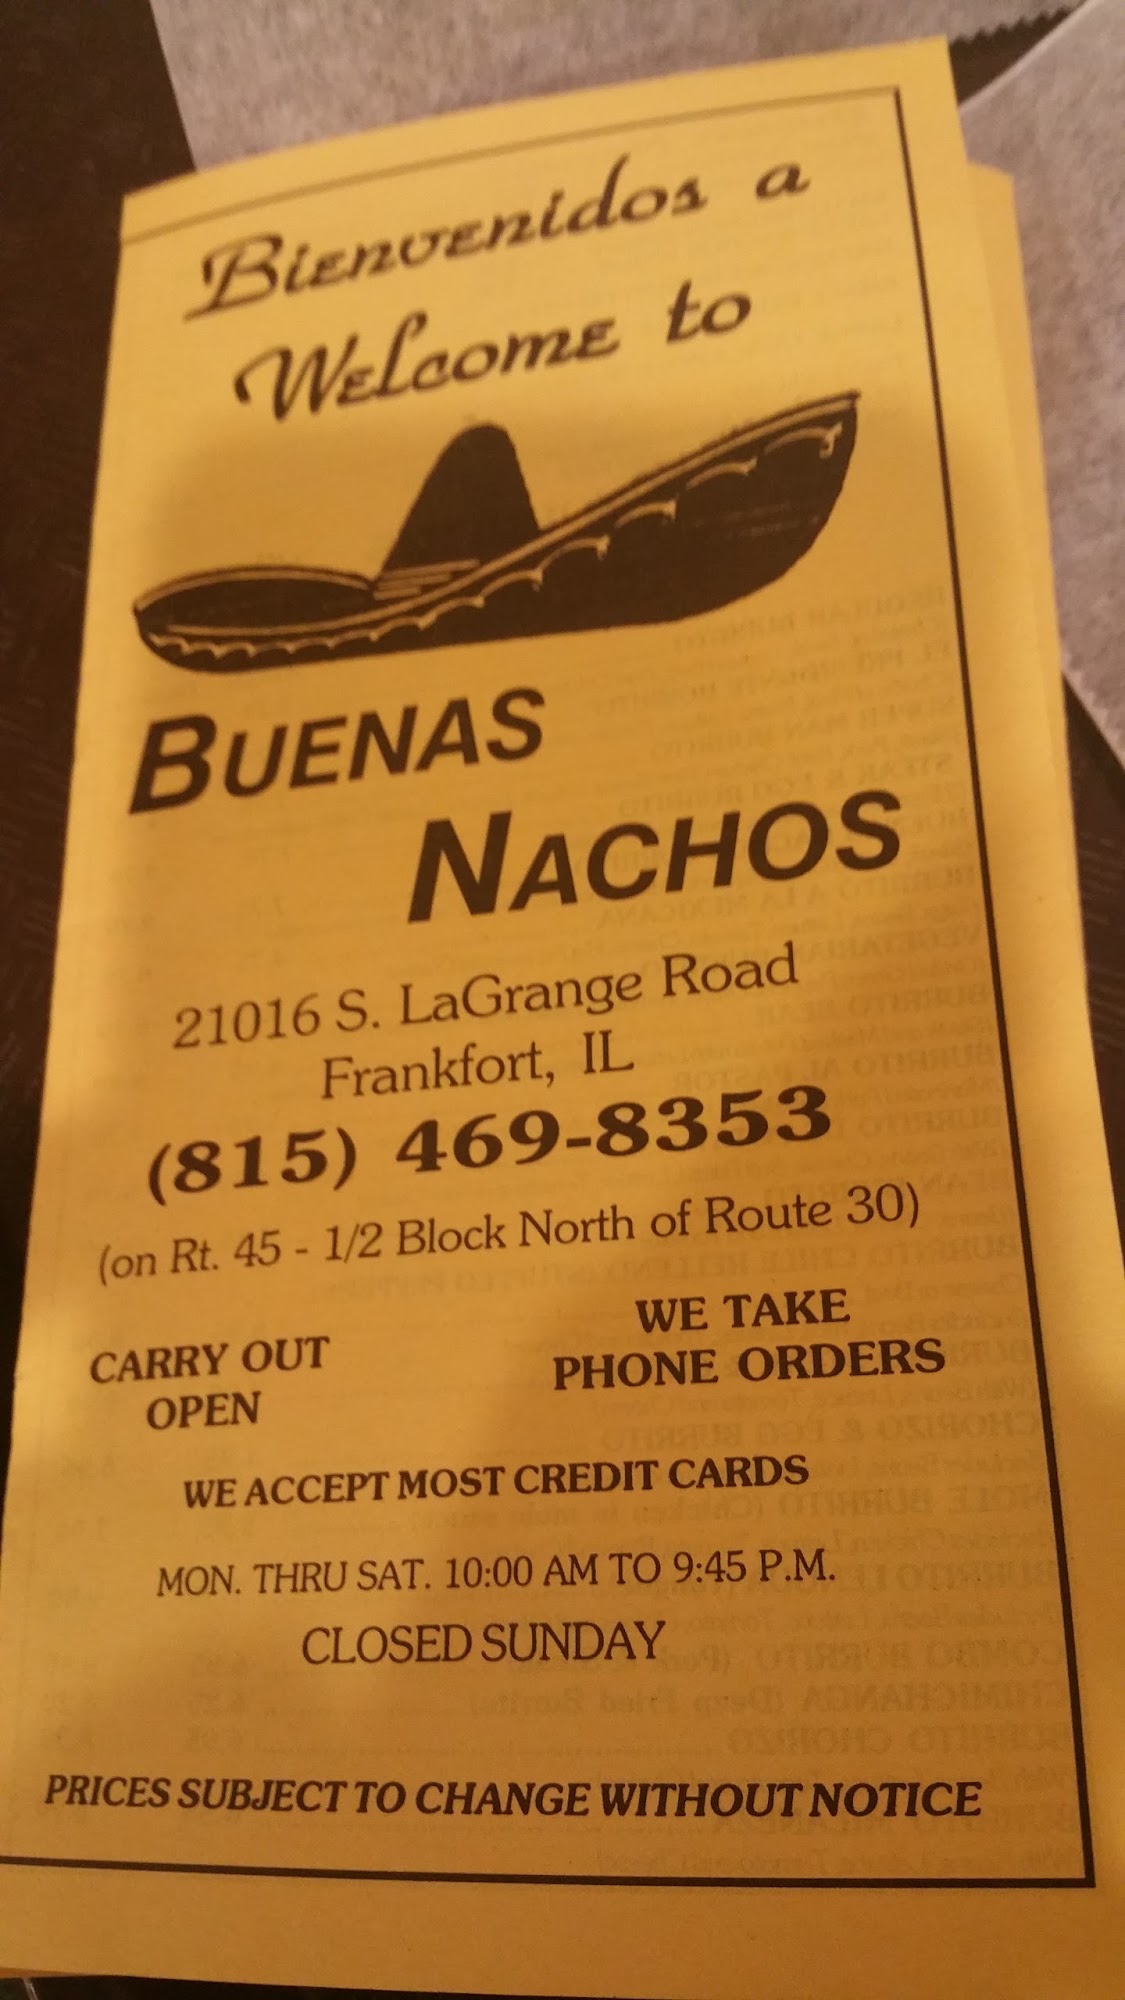 Bienvenidos a
Welcome to
BUENAS
NACHOS
21016 S. LaGrange Road
Frankfort, IL
(815) 469-8353
(on Rt. 45 - 1/2 Block North of Route 30)
CARRY OUT
OPEN
WE TAKE
PHONE ORDERS
WE ACCEPT MOST CREDIT CARDS
MON. THRU SAT. 10:00 AM TO 9:45 P.M.
CLOSED SUNDAY
PRICES SUBJECT TO CHANGE WITHOUT NOTICE